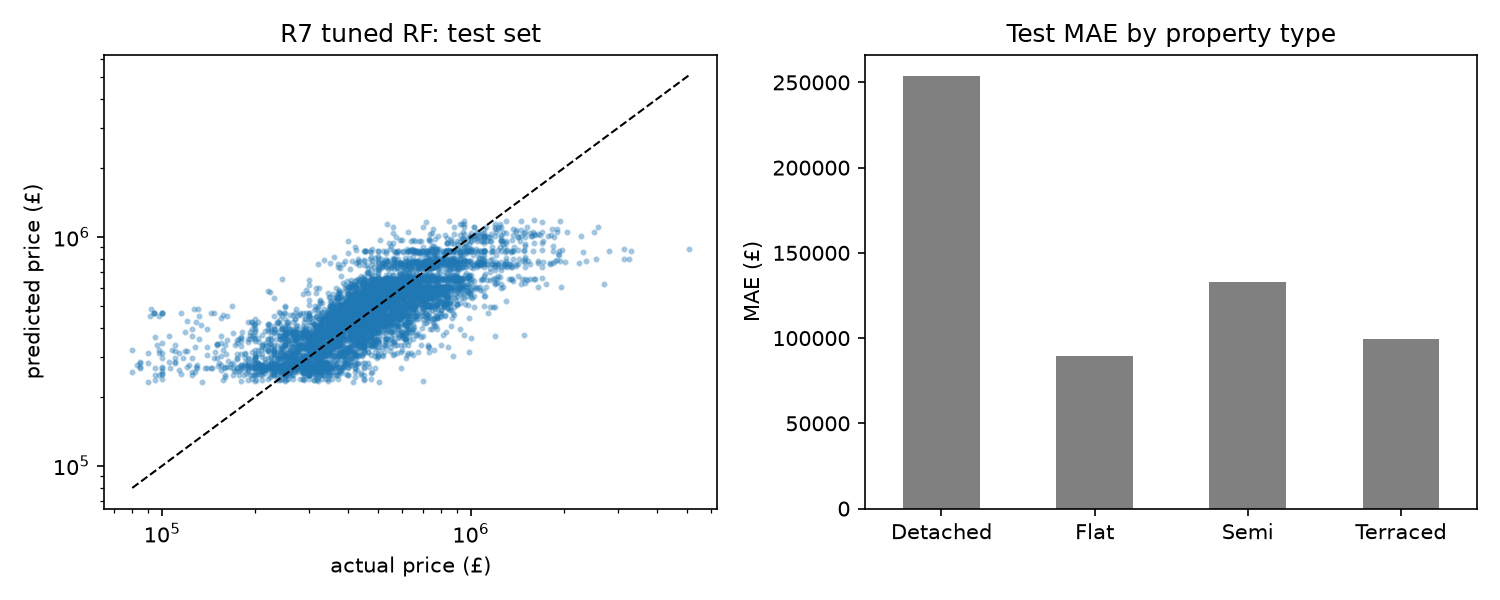 R7 tuned RF: test set
predicted price (£)
10⁶
10⁵
10⁵ 10⁶
actual price (£)
Test MAE by property type
MAE (£)
250000
200000
150000
100000
50000
0
Detached Flat Semi Terraced